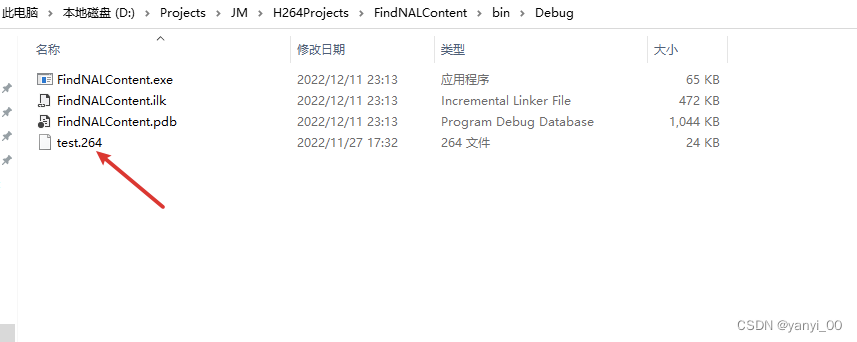 此电脑 > 本地磁盘 (D:) > Projects > JM > H264Projects > FindNALContent > bin > Debug
名称 修改日期 类型 大小
FindNALContent.exe 2022/12/11 23:13 应用程序 65 KB
FindNALContent.ilk 2022/12/11 23:13 Incremental Linker File 472 KB
FindNALContent.pdb 2022/12/11 23:13 Program Debug Database 1,044 KB
test.264 2022/11/27 17:32 264 文件 24 KB
CSDN @yanyi_00